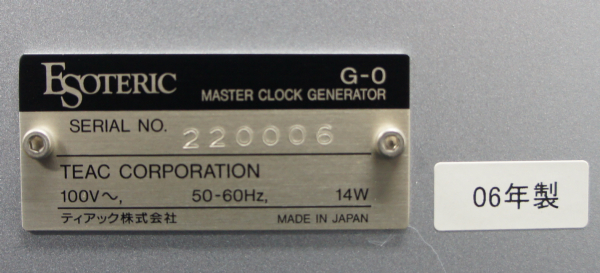 ESOTERIC G-0
MASTER CLOCK GENERATOR
SERIAL NO. 220006
TEAC CORPORATION
100V〜, 50-60Hz, 14W
ティアック株式会社 MADE IN JAPAN
06年製